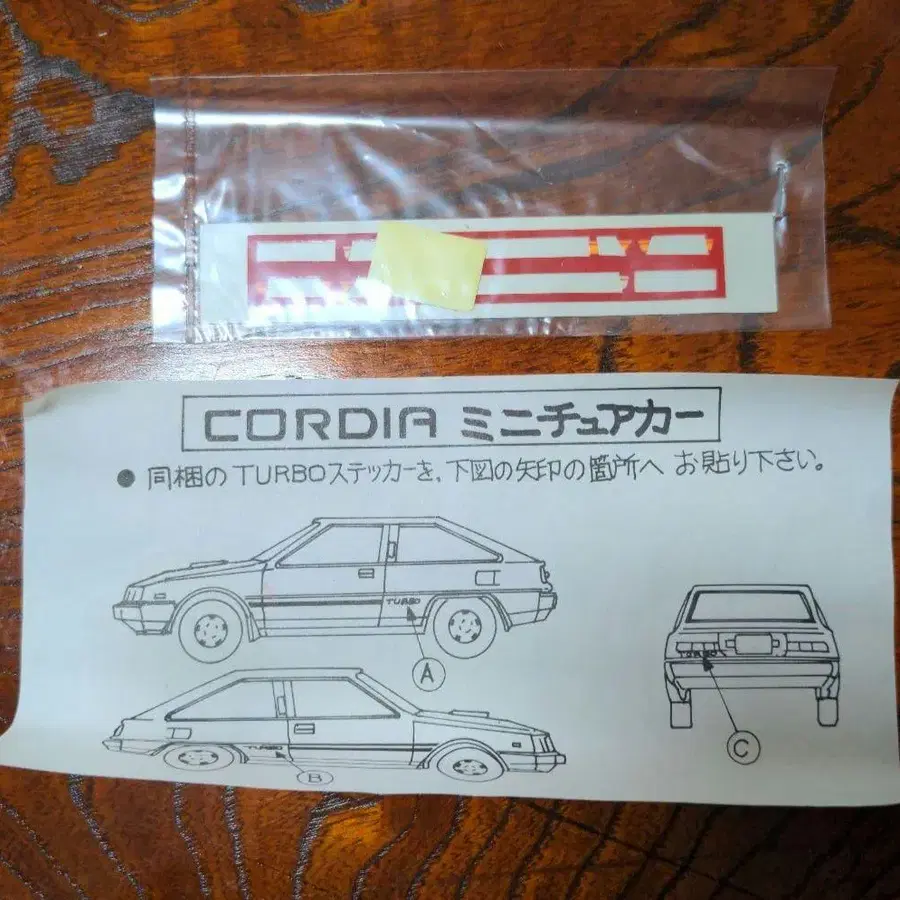 CORDIA ミニチュアカー
● 同梱のTURBOステッカーを、下図の矢印の箇所へ お貼り下さい。
TURBO
A
TURBO
C
TURBO
B